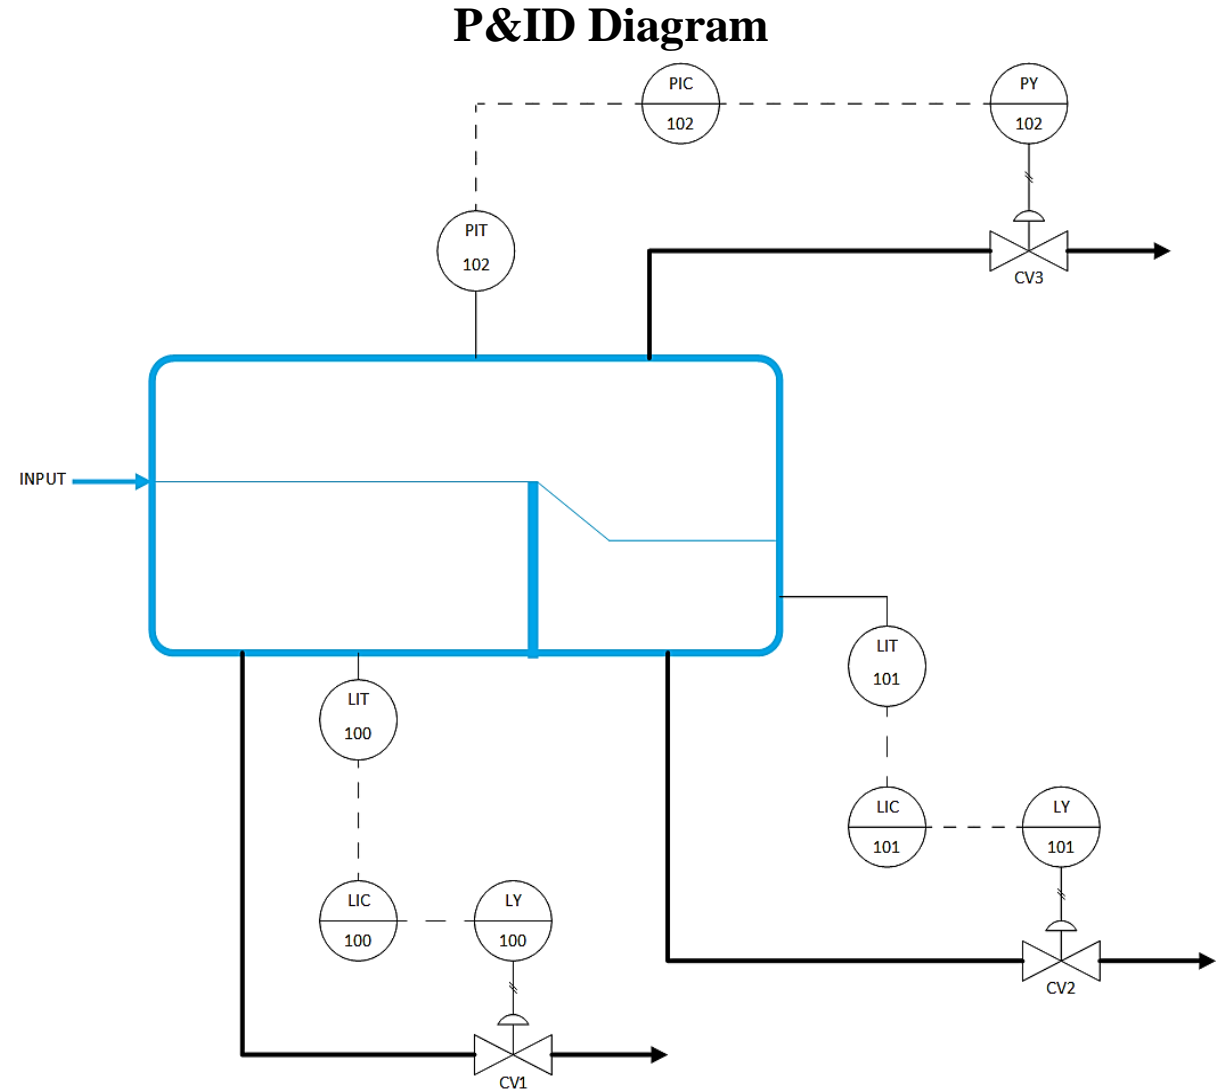 P&ID Diagram
PIC
102
PY
102
PIT
102
CV3
INPUT
LIT
101
LIT
100
LIC
101
LY
101
LIC
100
LY
100
CV2
CV1